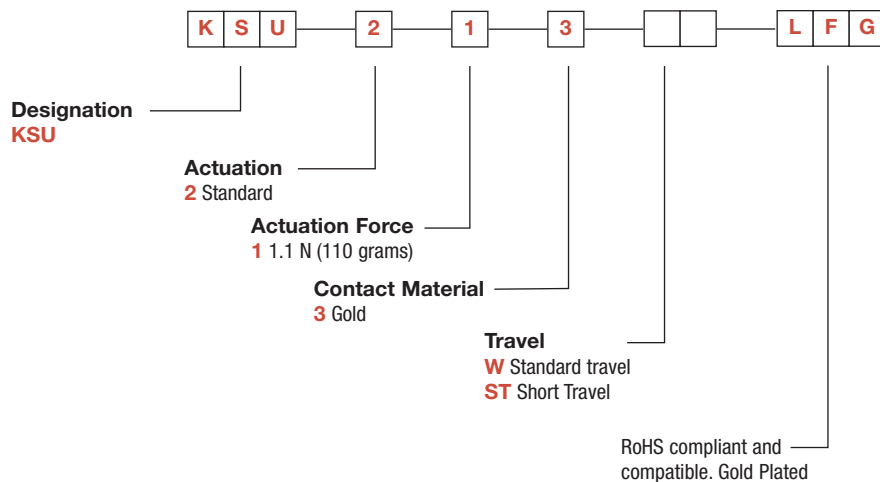 K S U 2 1 3 L F G
Designation
KSU
Actuation
2 Standard
Actuation Force
1 1.1 N (110 grams)
Contact Material
3 Gold
Travel
W Standard travel
ST Short Travel
RoHS compliant and
compatible. Gold Plated